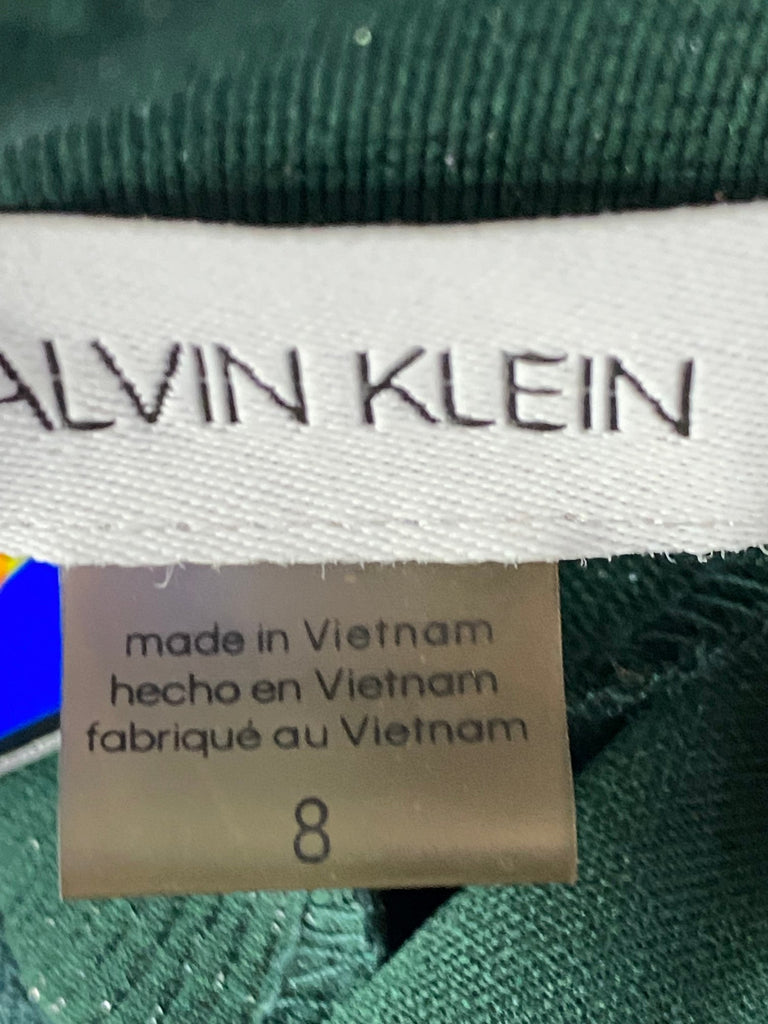 ALVIN KLEIN
made in Vietnam
hecho en Vietnam
fabriqué au Vietnam
8